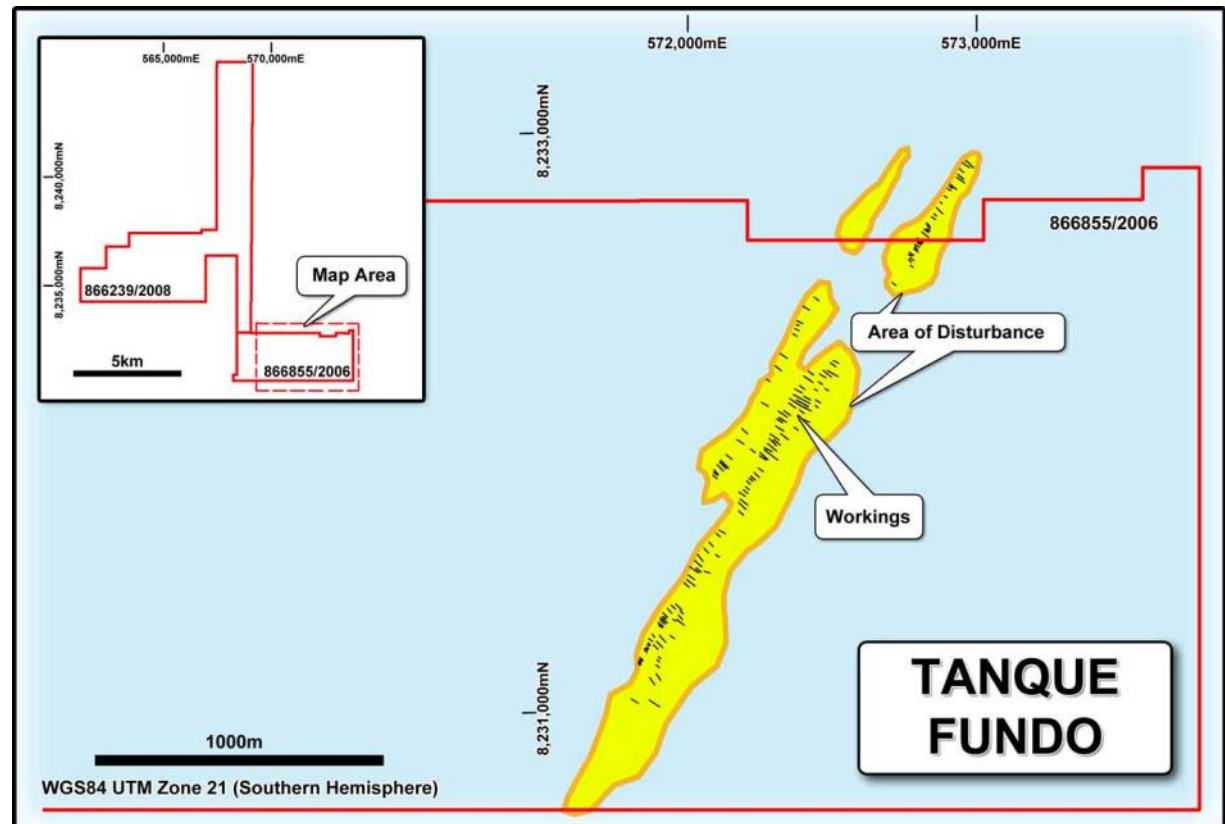 572,000mE
573,000mE
565,000mE
570,000mE
8,240,000mN
8,235,000mN
866239/2008
Map Area
5km
866855/2006
8,233,000mN
866855/2006
Area of Disturbance
Workings
8,231,000mN
TANQUE
FUNDO
1000m
WGS84 UTM Zone 21 (Southern Hemisphere)